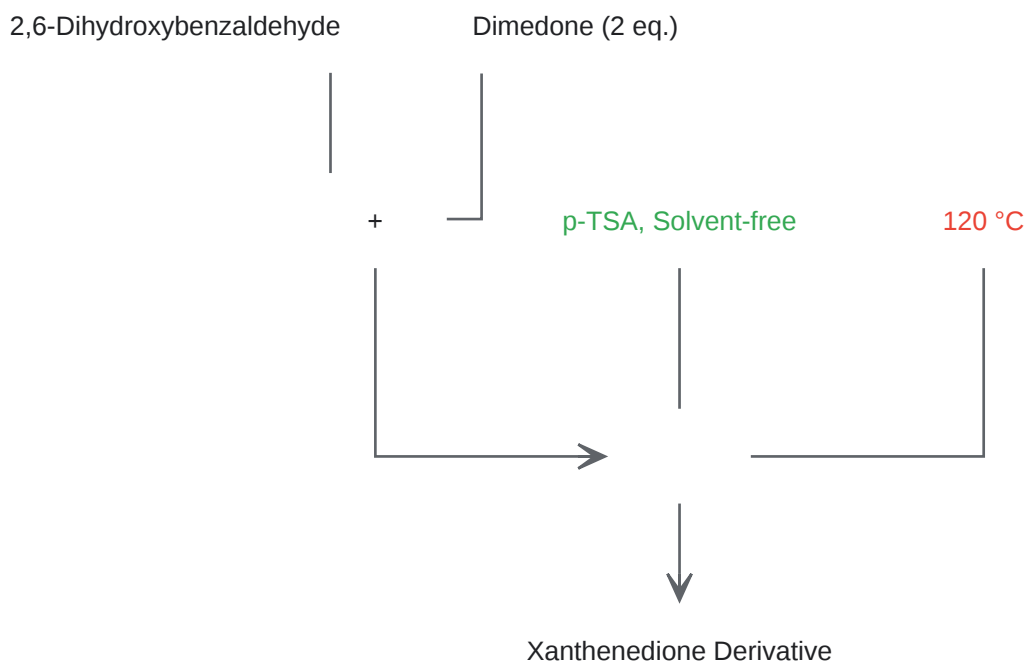 2,6-Dihydroxybenzaldehyde
Dimedone (2 eq.)
+
p-TSA, Solvent-free
120 °C
Xanthenedione Derivative